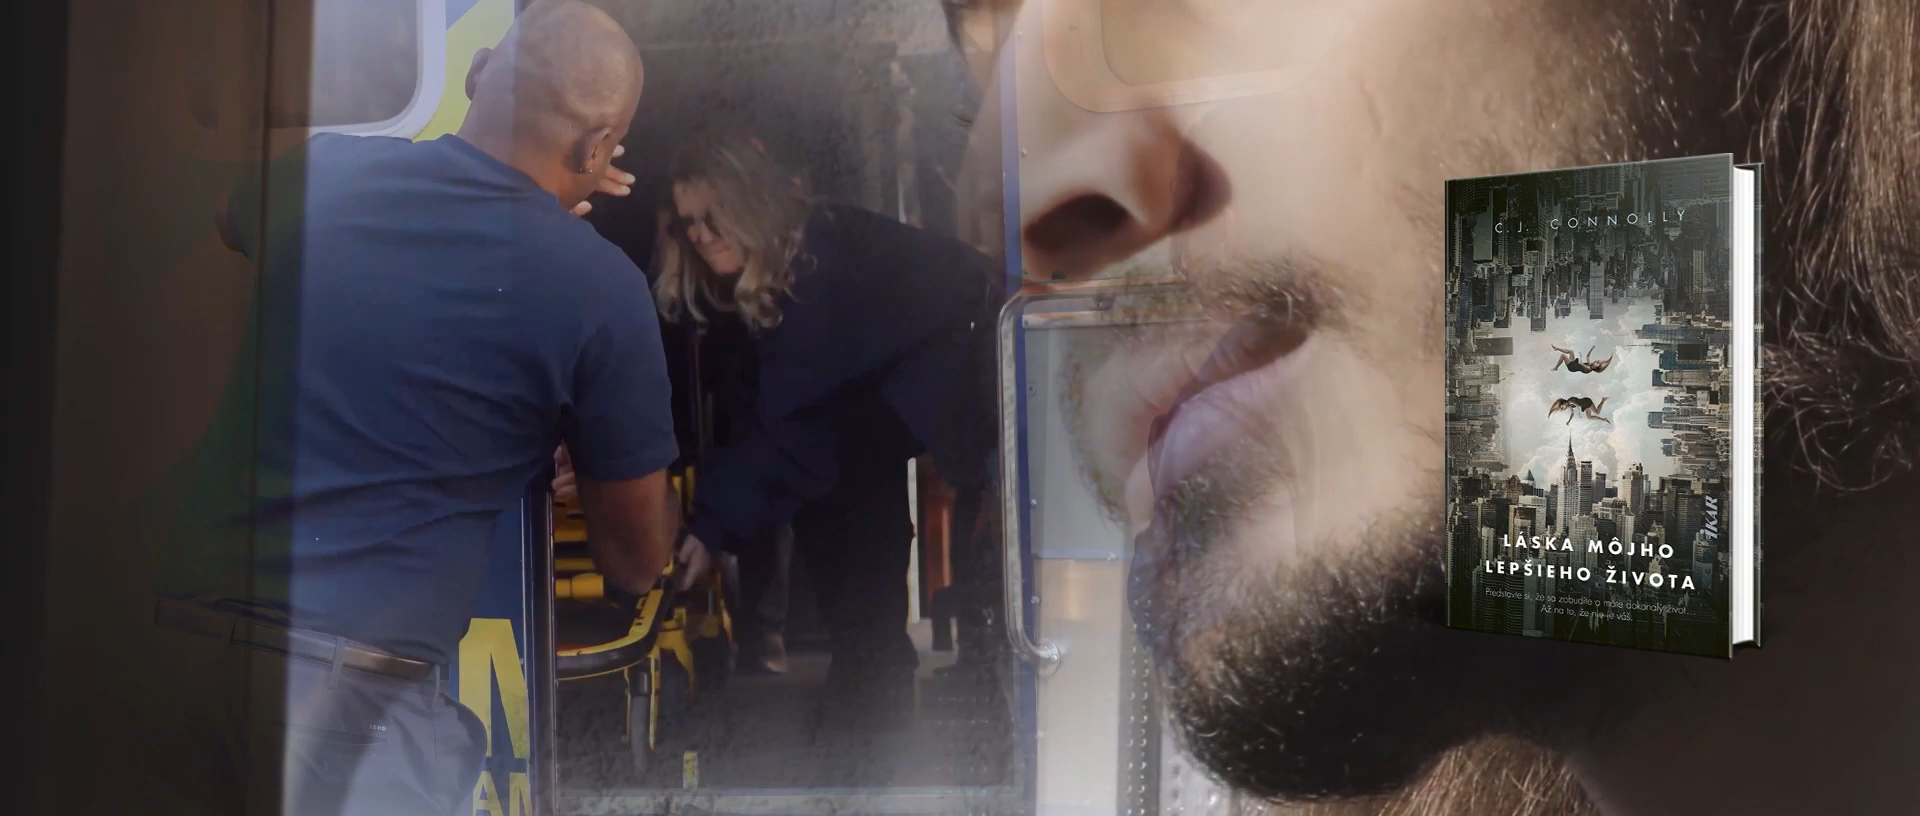 C. J. CONNOLLY
IKAR
LÁSKA MÔJHO
LEPŠIEHO ŽIVOTA
Predstavte si, že sa zobudíte a máte dokonalý život...
Až na to, že nie je váš.
AM